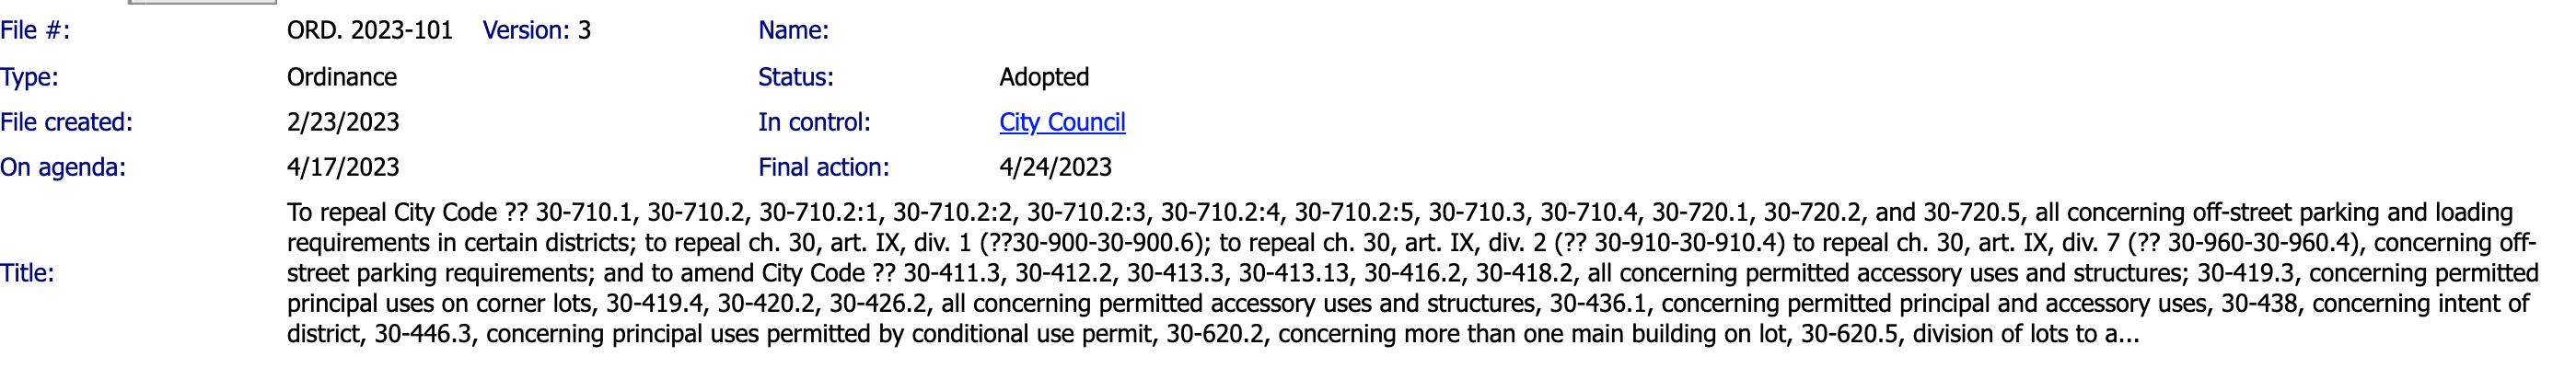 File #: ORD. 2023-101 Version: 3 Name:
Type: Ordinance Status: Adopted
File created: 2/23/2023 In control: City Council
On agenda: 4/17/2023 Final action: 4/24/2023
Title: To repeal City Code ?? 30-710.1, 30-710.2, 30-710.2:1, 30-710.2:2, 30-710.2:3, 30-710.2:4, 30-710.2:5, 30-710.3, 30-710.4, 30-720.1, 30-720.2, and 30-720.5, all concerning off-street parking and loading
requirements in certain districts; to repeal ch. 30, art. IX, div. 1 (??30-900-30-900.6); to repeal ch. 30, art. IX, div. 2 (?? 30-910-30-910.4) to repeal ch. 30, art. IX, div. 7 (?? 30-960-30-960.4), concerning off-
street parking requirements; and to amend City Code ?? 30-411.3, 30-412.2, 30-413.3, 30-413.13, 30-416.2, 30-418.2, all concerning permitted accessory uses and structures; 30-419.3, concerning permitted
principal uses on corner lots, 30-419.4, 30-420.2, 30-426.2, all concerning permitted accessory uses and structures, 30-436.1, concerning permitted principal and accessory uses, 30-438, concerning intent of
district, 30-446.3, concerning principal uses permitted by conditional use permit, 30-620.2, concerning more than one main building on lot, 30-620.5, division of lots to a...